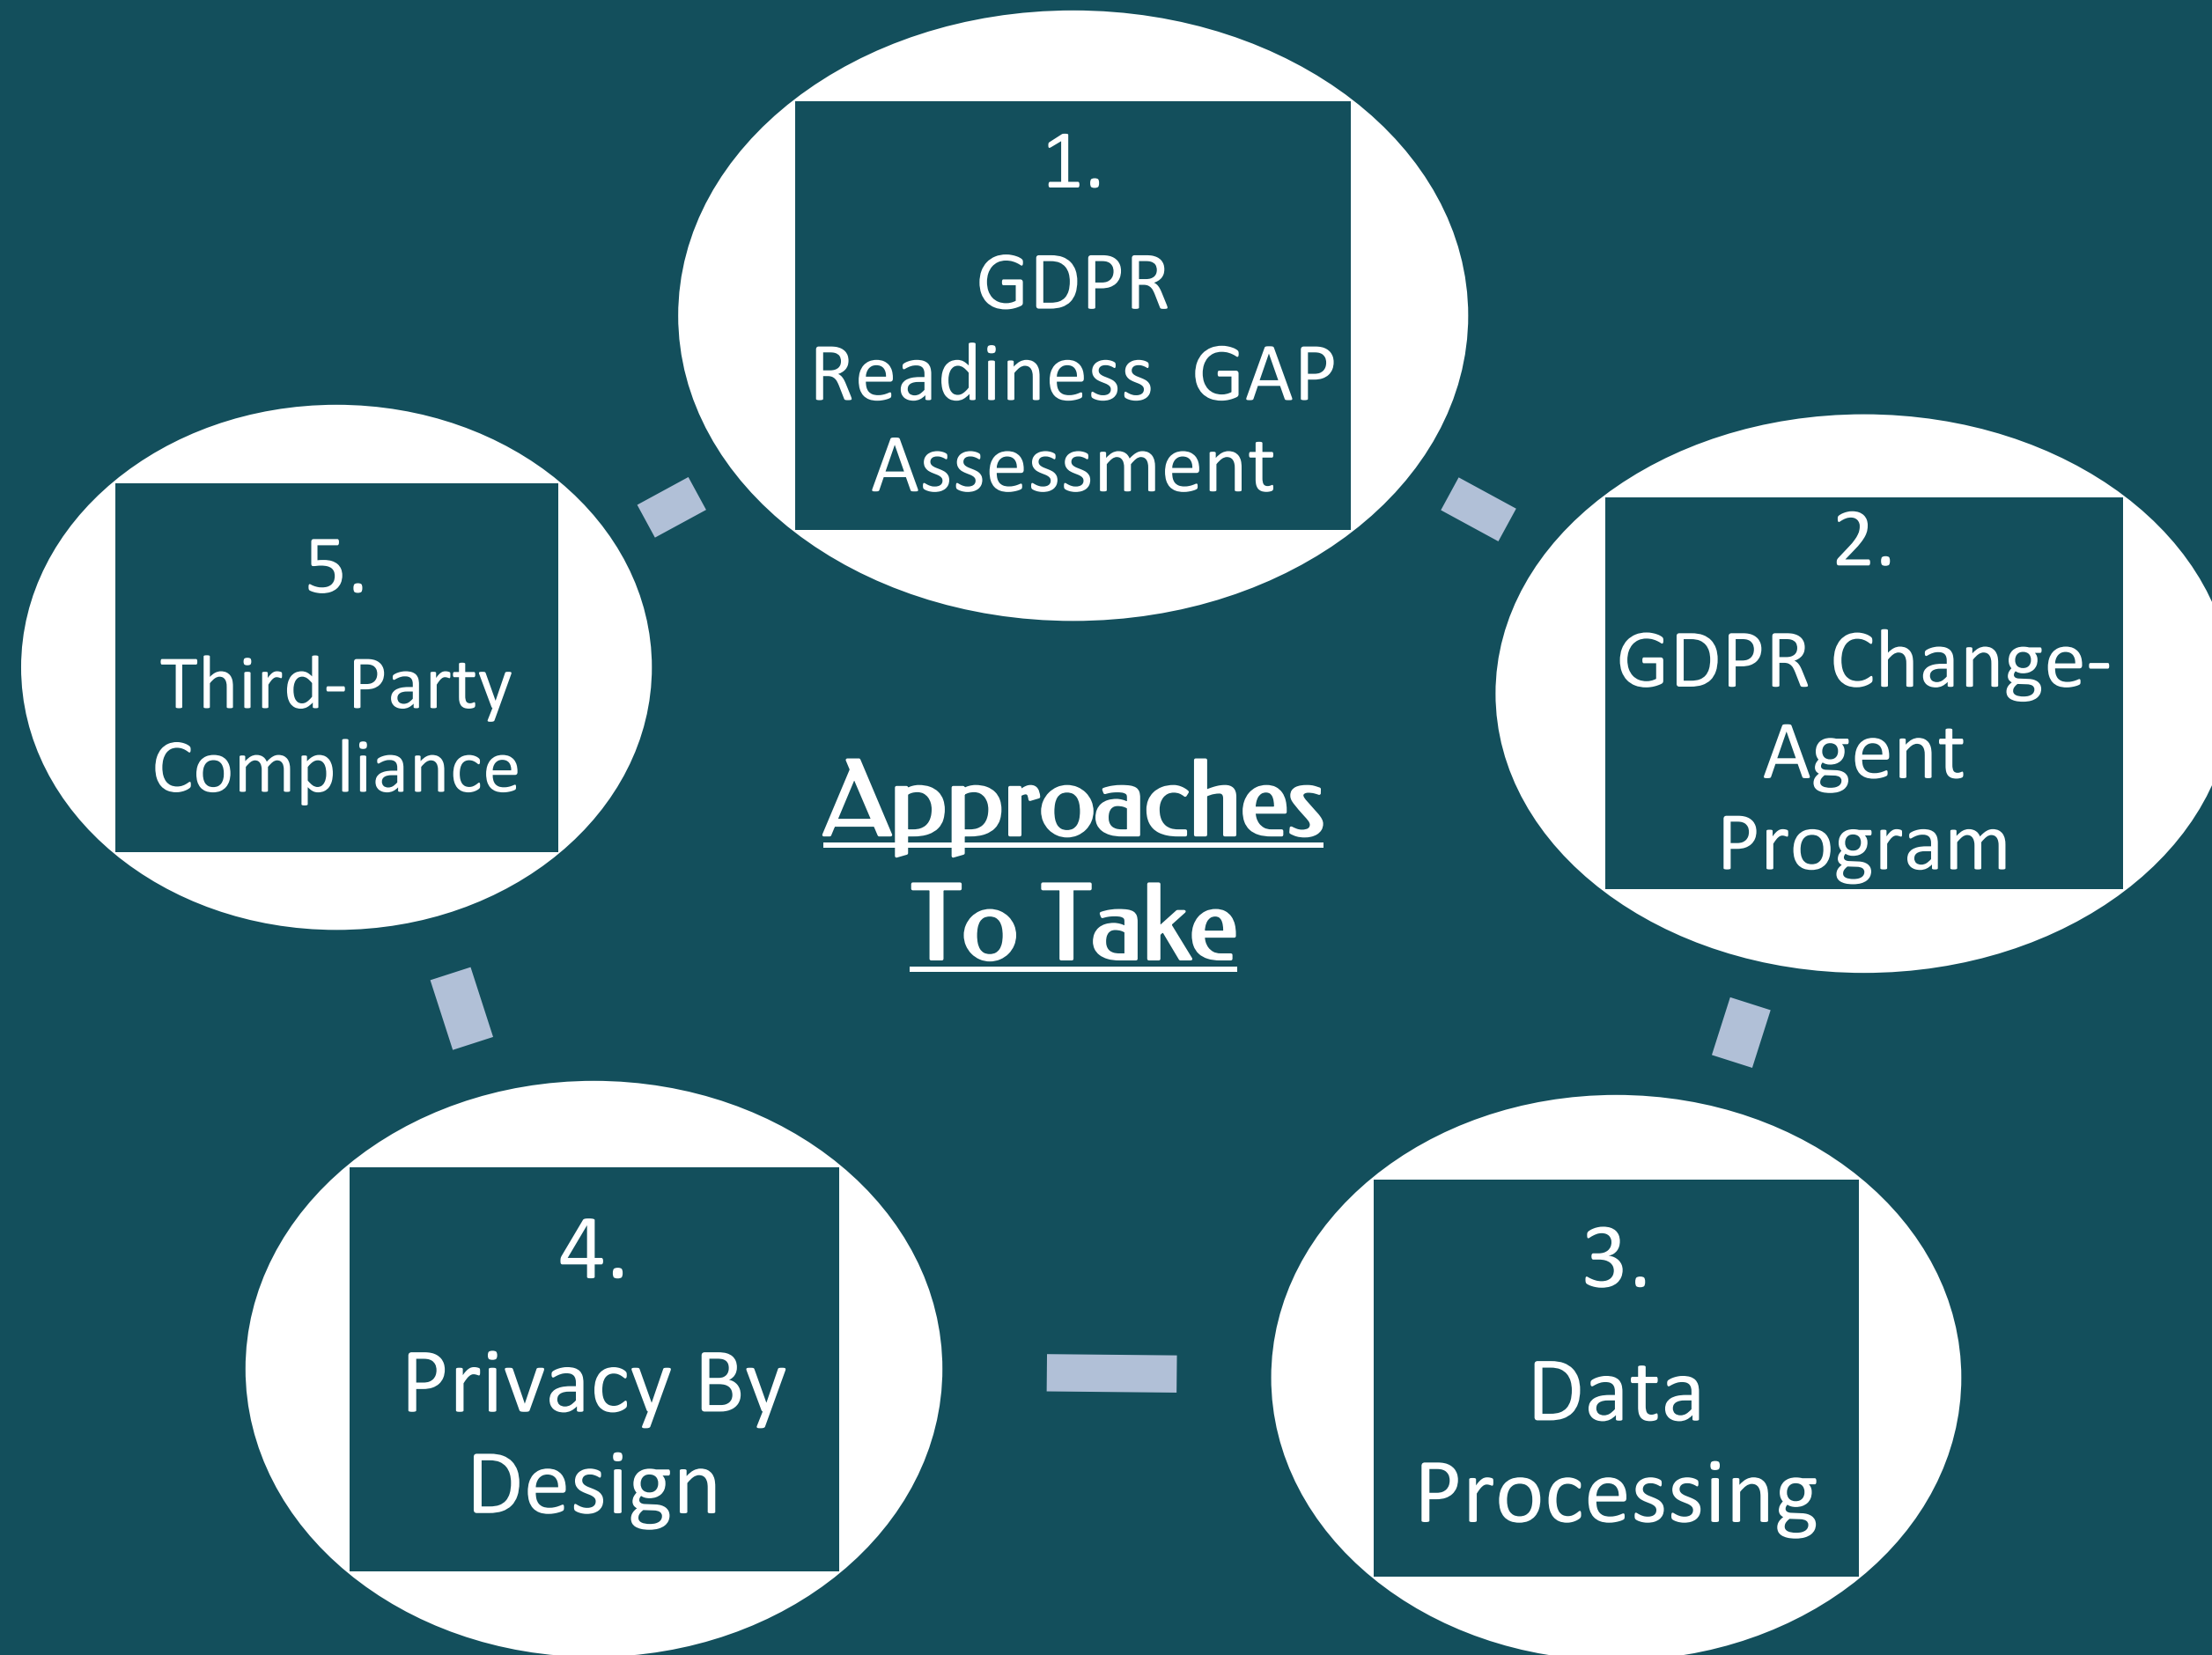 1.
GDPR
Readiness GAP
Assessment
2.
GDPR Change-
Agent
Program
3.
Data
Processing
4.
Privacy By
Design
5.
Third-Party
Compliance
Approaches
To Take